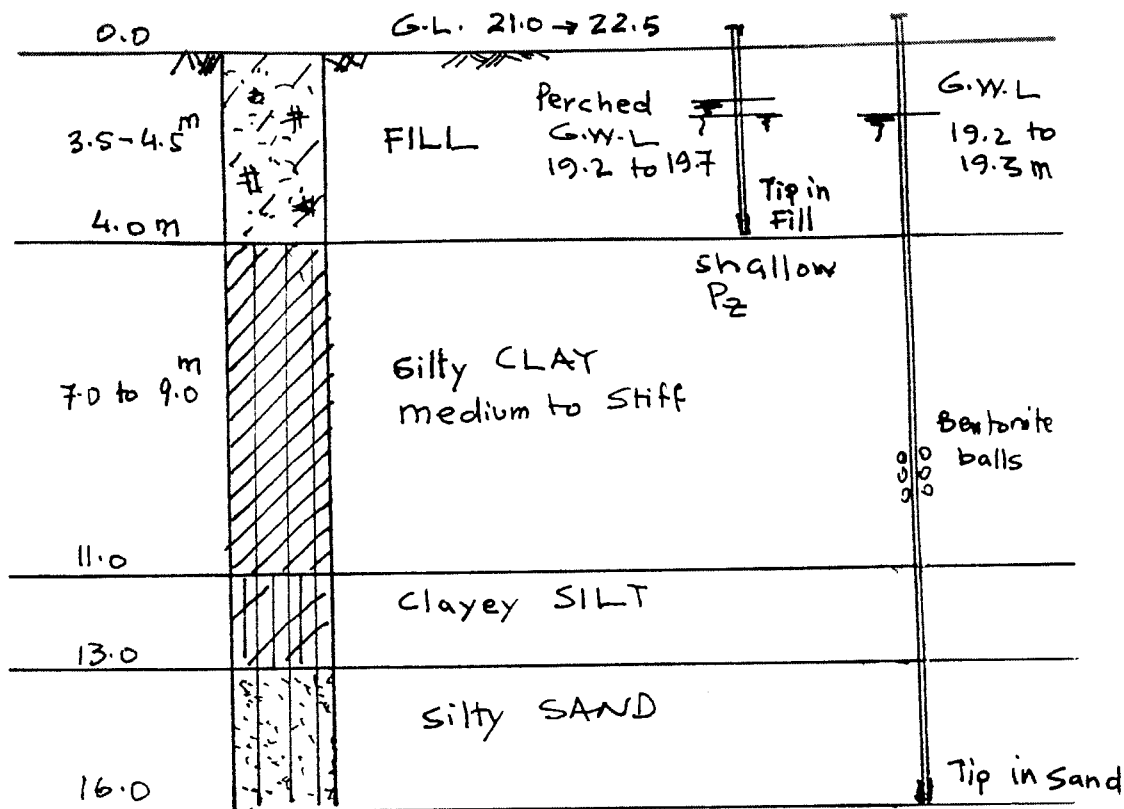 0.0
G.L. 21.0 → 22.5
3.5-4.5 m
FILL
Perched
G.W.L
19.2 to 19.7
G.W.L
19.2 to
19.3 m
Tip in
Fill
4.0 m
shallow
Pz
7.0 to 9.0 m
Silty CLAY
medium to stiff
Bentonite
balls
11.0
Clayey SILT
13.0
Silty SAND
16.0
Tip in Sand